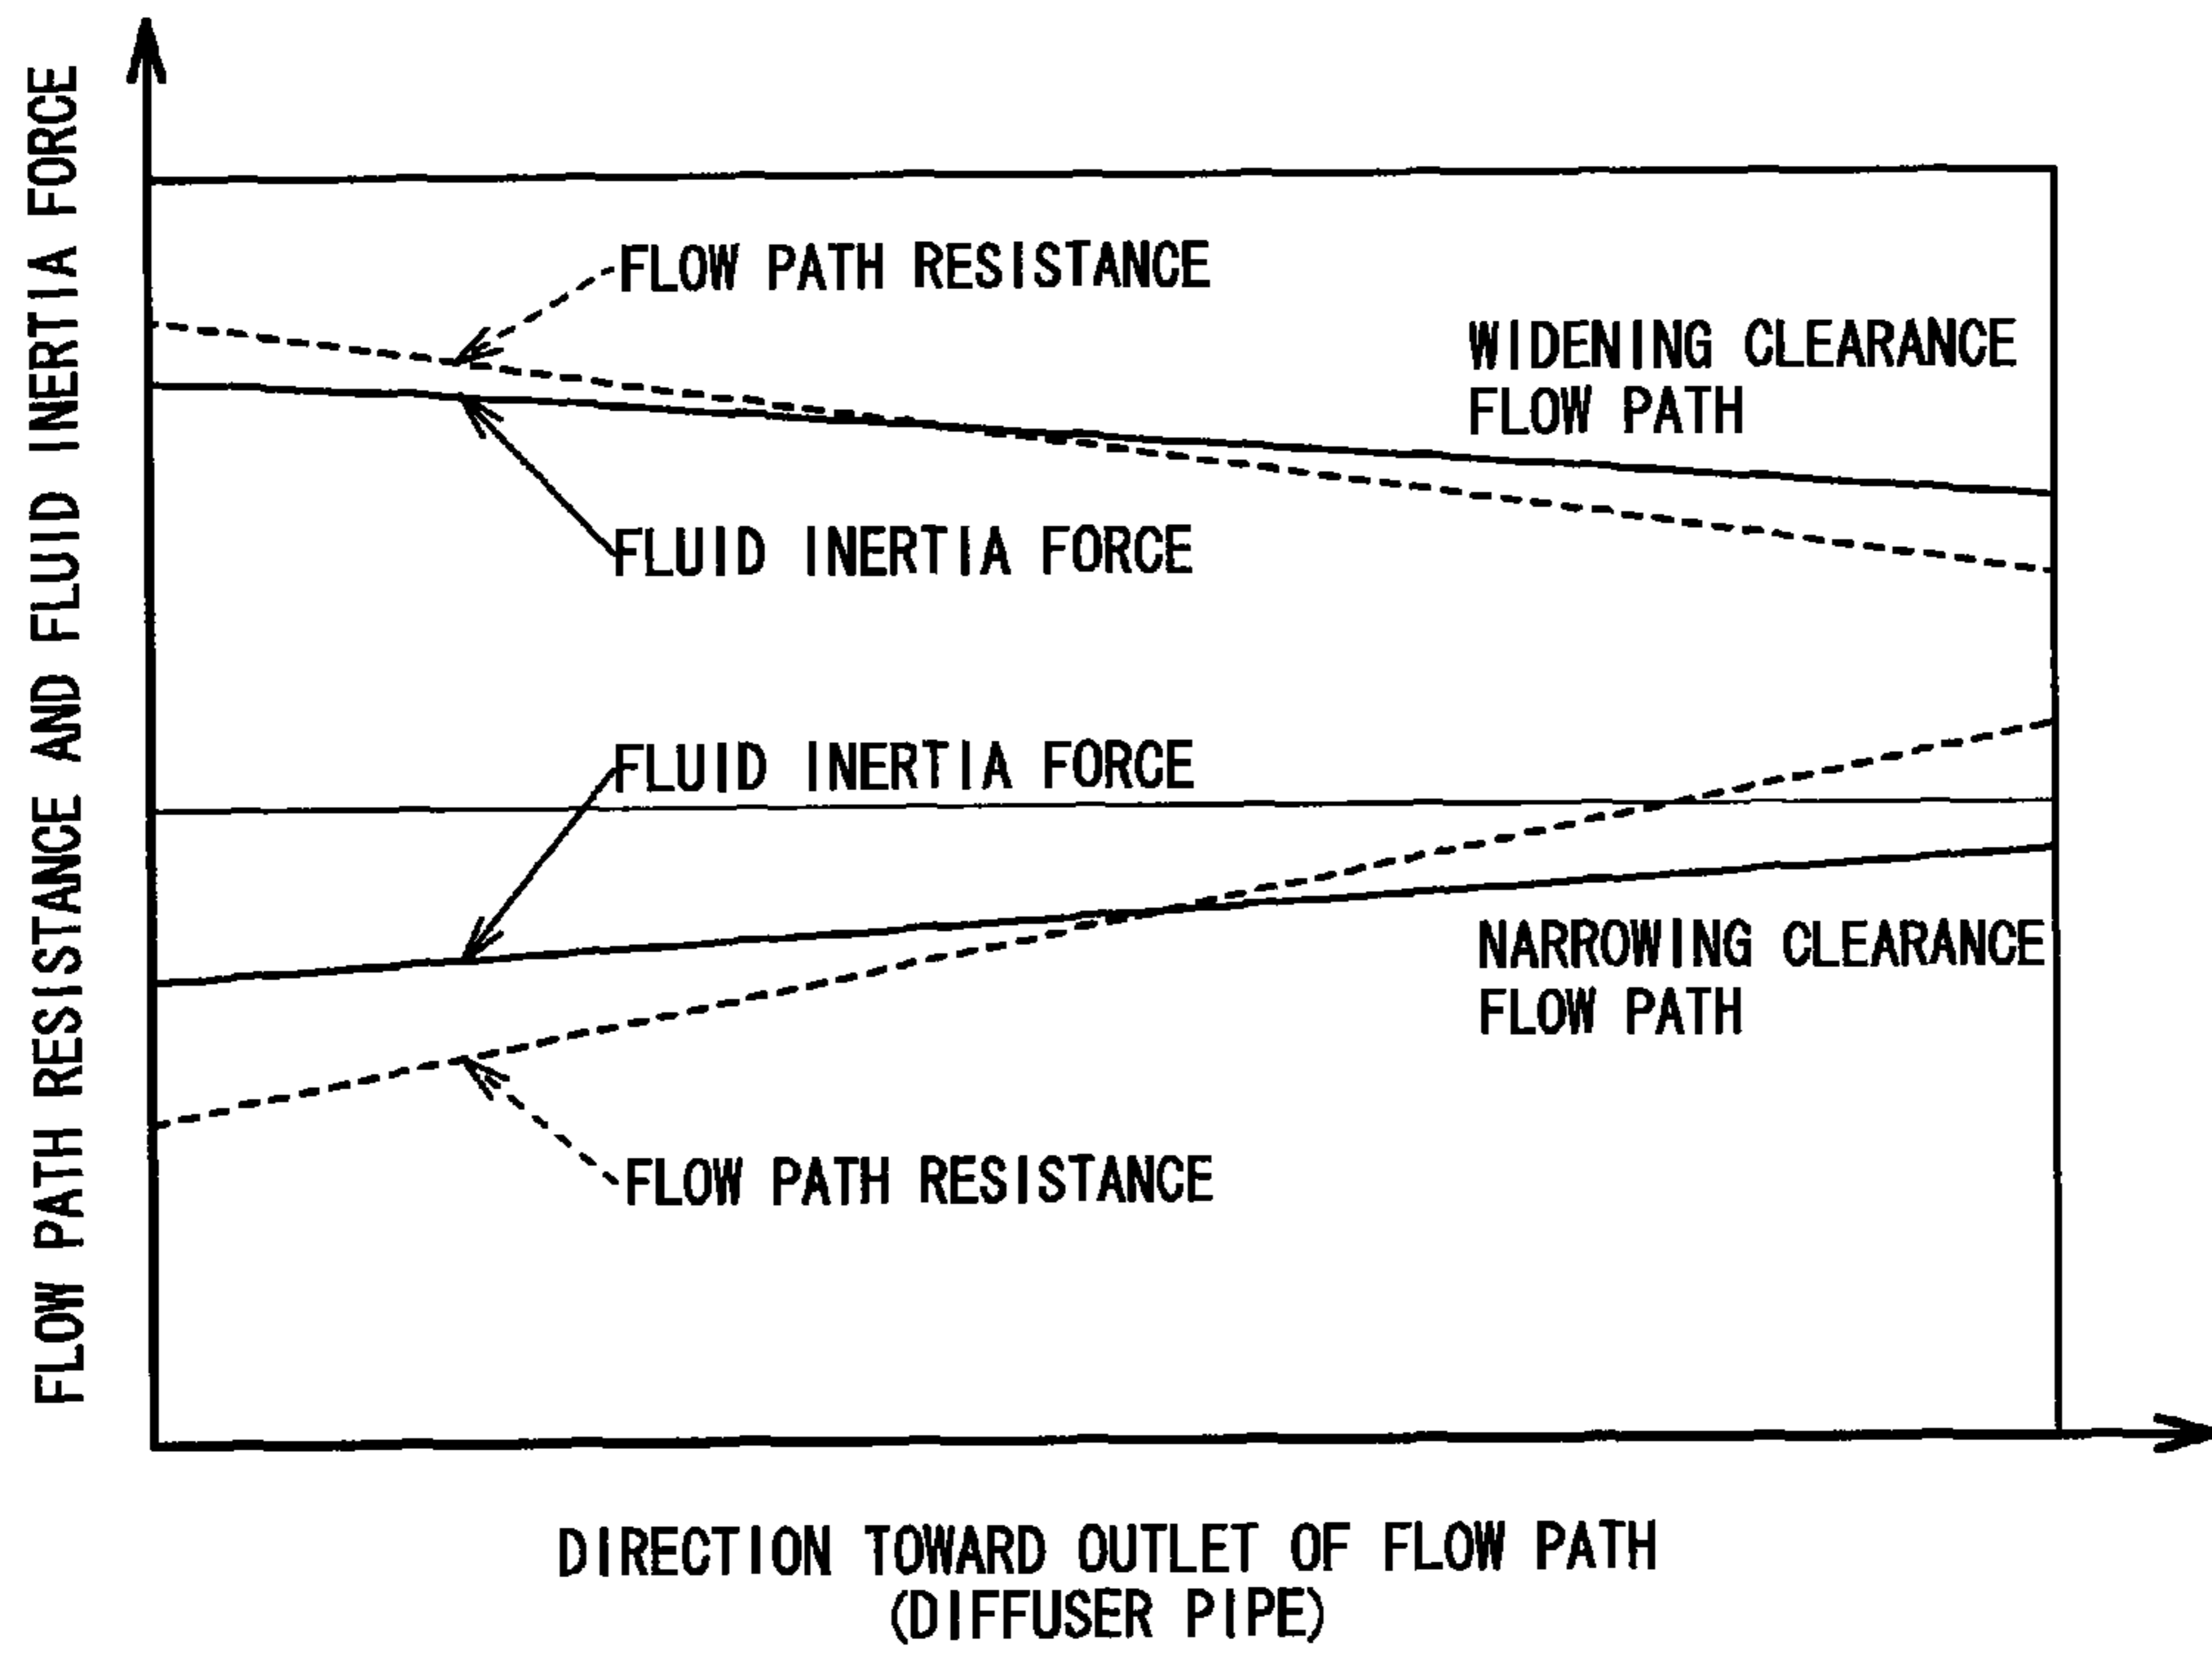 FLOW PATH RESISTANCE AND FLUID INERTIA FORCE
FLOW PATH RESISTANCE
WIDENING CLEARANCE
FLOW PATH
FLUID INERTIA FORCE
FLUID INERTIA FORCE
NARROWING CLEARANCE
FLOW PATH
FLOW PATH RESISTANCE
DIRECTION TOWARD OUTLET OF FLOW PATH
(DIFFUSER PIPE)